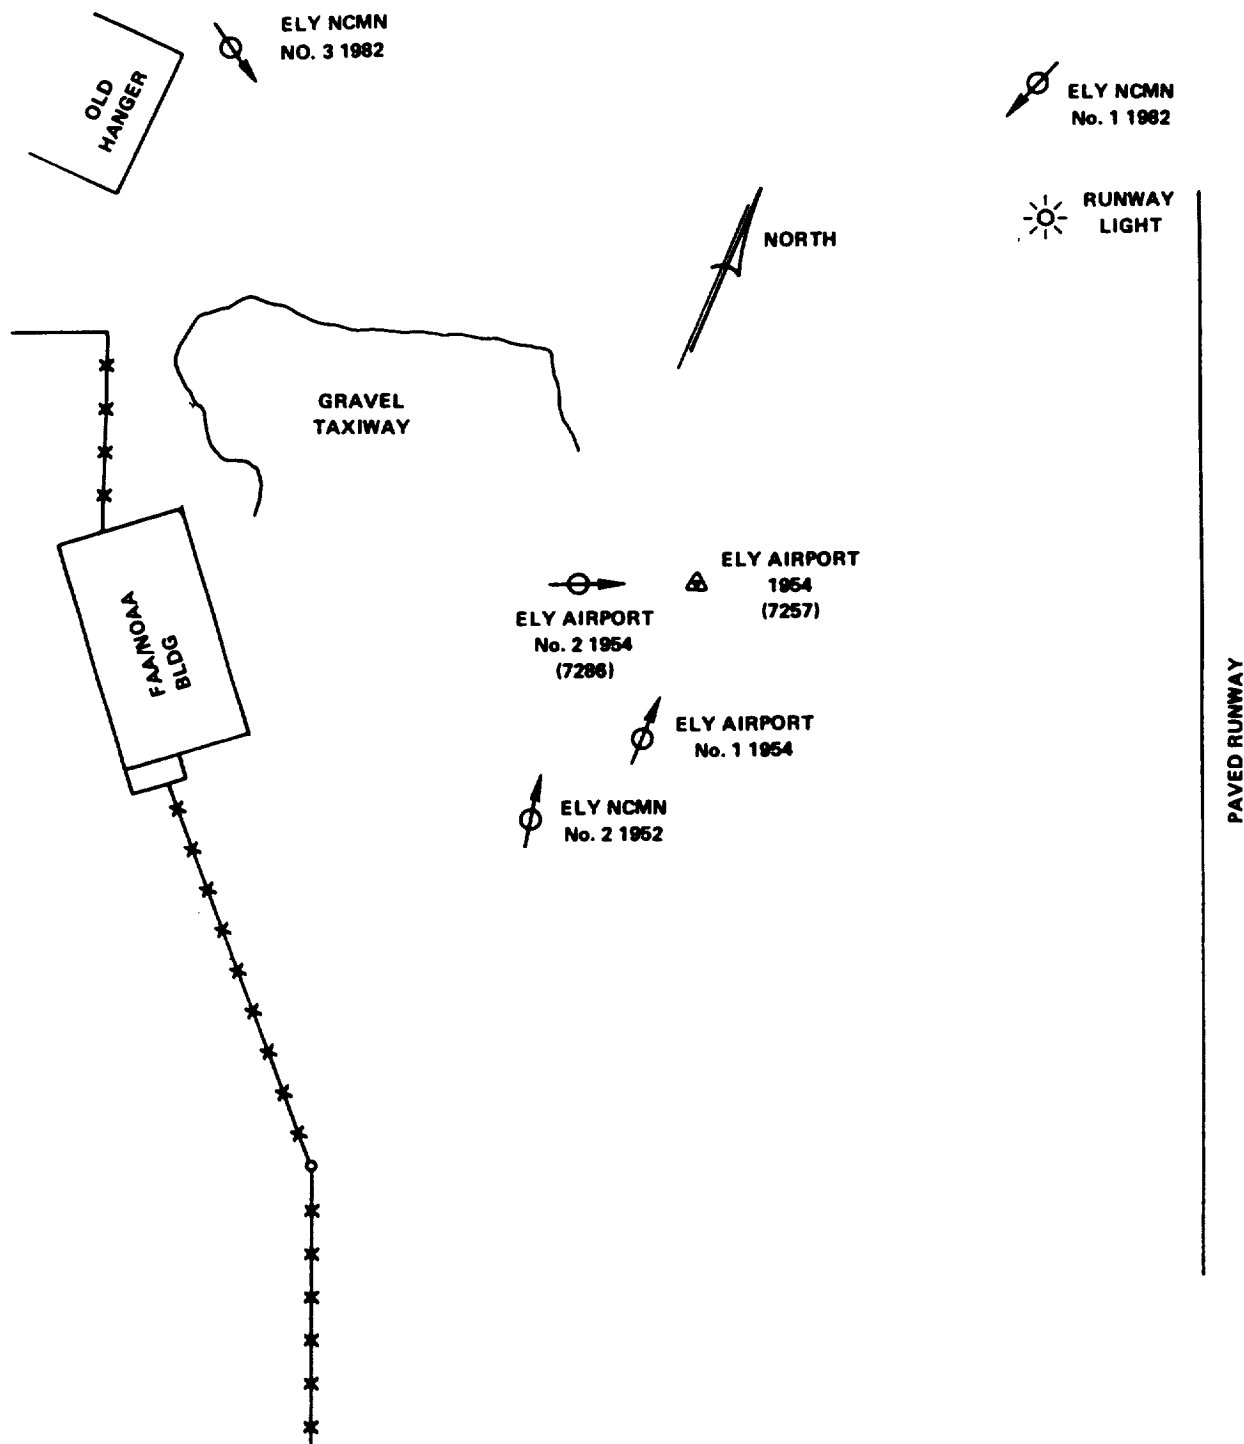 ELY NCMN
NO. 3 1982
OLD
HANGER
ELY NCMN
No. 1 1982
RUNWAY
LIGHT
NORTH
GRAVEL
TAXIWAY
ELY AIRPORT
1954
(7257)
ELY AIRPORT
No. 2 1954
(7286)
FAA/NOAA
BLDG
ELY AIRPORT
No. 1 1954
ELY NCMN
No. 2 1952
PAVED RUNWAY